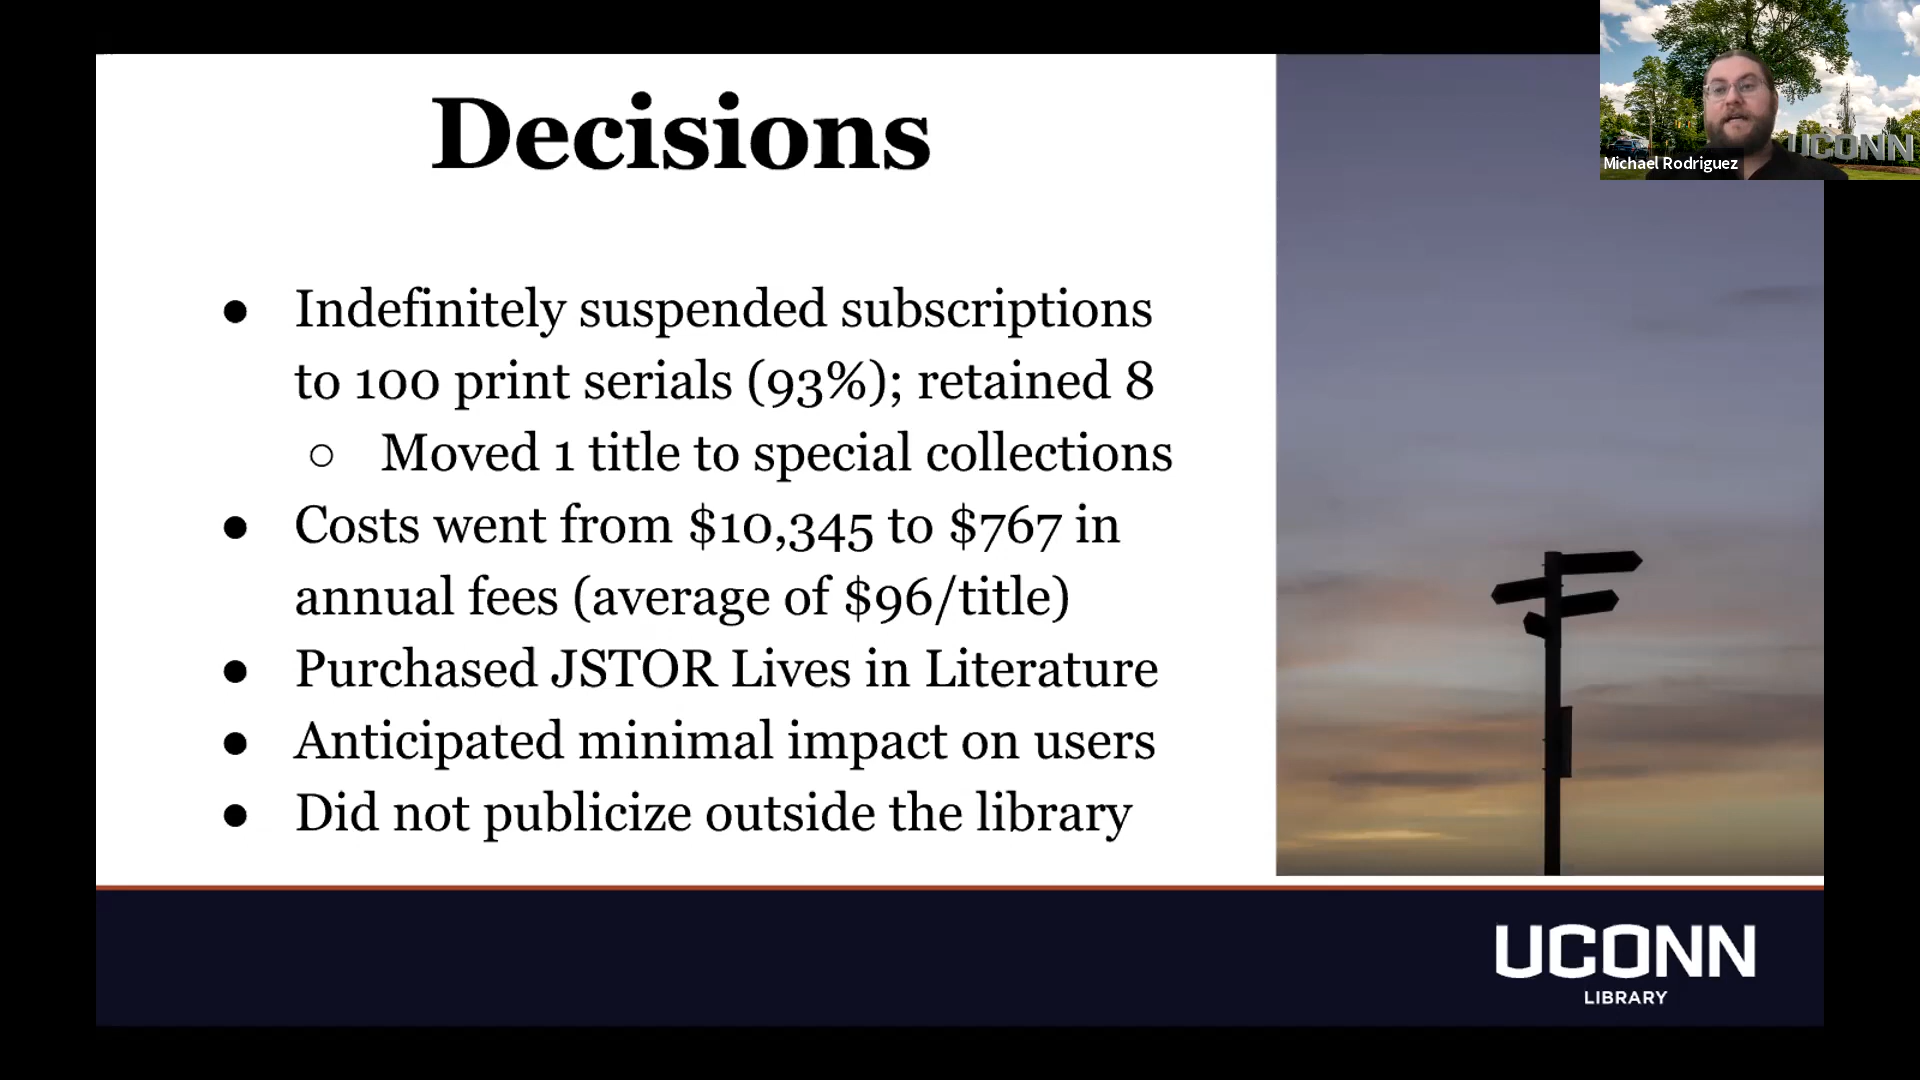 Decisions
● Indefinitely suspended subscriptions
to 100 print serials (93%); retained 8
○ Moved 1 title to special collections
● Costs went from $10,345 to $767 in
annual fees (average of $96/title)
● Purchased JSTOR Lives in Literature
● Anticipated minimal impact on users
● Did not publicize outside the library
UCONN
Michael Rodriguez
UCONN
LIBRARY